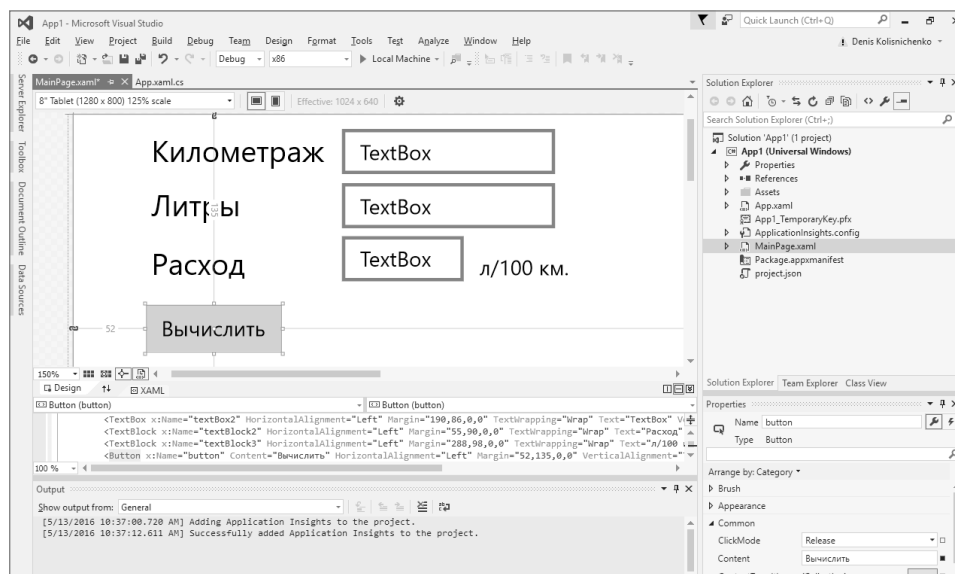 App1 - Microsoft Visual Studio
Quick Launch (Ctrl+Q)
File Edit View Project Build Debug Team Design Format Tools Test Analyze Window Help
Denis Kolisnichenko
Debug x86 Local Machine
Server Explorer
Toolbox
Document Outline
Data Sources
MainPage.xaml* App.xaml.cs
8" Tablet (1280 x 800) 125% scale Effective: 1024 x 640
Километраж TextBox
Литры TextBox
135
Расход TextBox л/100 км.
52 Вычислить
150%
Design XAML
Button (button) Button (button)
<TextBox x:Name="textBox2" HorizontalAlignment="Left" Margin="190,86,0,0" TextWrapping="Wrap" Text="TextBox"
<TextBlock x:Name="textBlock2" HorizontalAlignment="Left" Margin="55,90,0,0" TextWrapping="Wrap" Text="Расход"
<TextBlock x:Name="textBlock3" HorizontalAlignment="Left" Margin="288,98,0,0" TextWrapping="Wrap" Text="л/100
<Button x:Name="button" Content="Вычислить" HorizontalAlignment="Left" Margin="52,135,0,0" VerticalAlignment="
100 %
Output
Show output from: General
[5/13/2016 10:37:00.720 AM] Adding Application Insights to the project.
[5/13/2016 10:37:12.611 AM] Successfully added Application Insights to the project.
Solution Explorer
Search Solution Explorer (Ctrl+;)
Solution 'App1' (1 project)
App1 (Universal Windows)
Properties
References
Assets
App.xaml
App1_TemporaryKey.pfx
ApplicationInsights.config
MainPage.xaml
Package.appxmanifest
project.json
Solution Explorer Team Explorer Class View
Properties
Name button
Type Button
Arrange by: Category
Brush
Appearance
Common
ClickMode Release
Content Вычислить